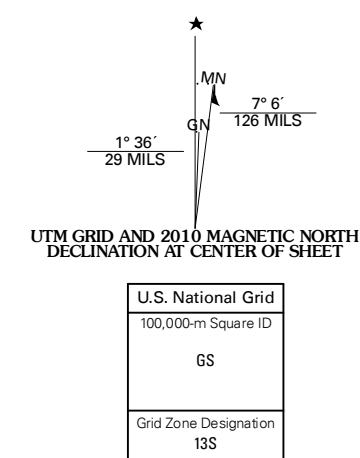 ★
MN
GN
7° 6´
126 MILS
1° 36´
29 MILS
UTM GRID AND 2010 MAGNETIC NORTH
DECLINATION AT CENTER OF SHEET
U.S. National Grid
100,000-m Square ID
GS
Grid Zone Designation
13S